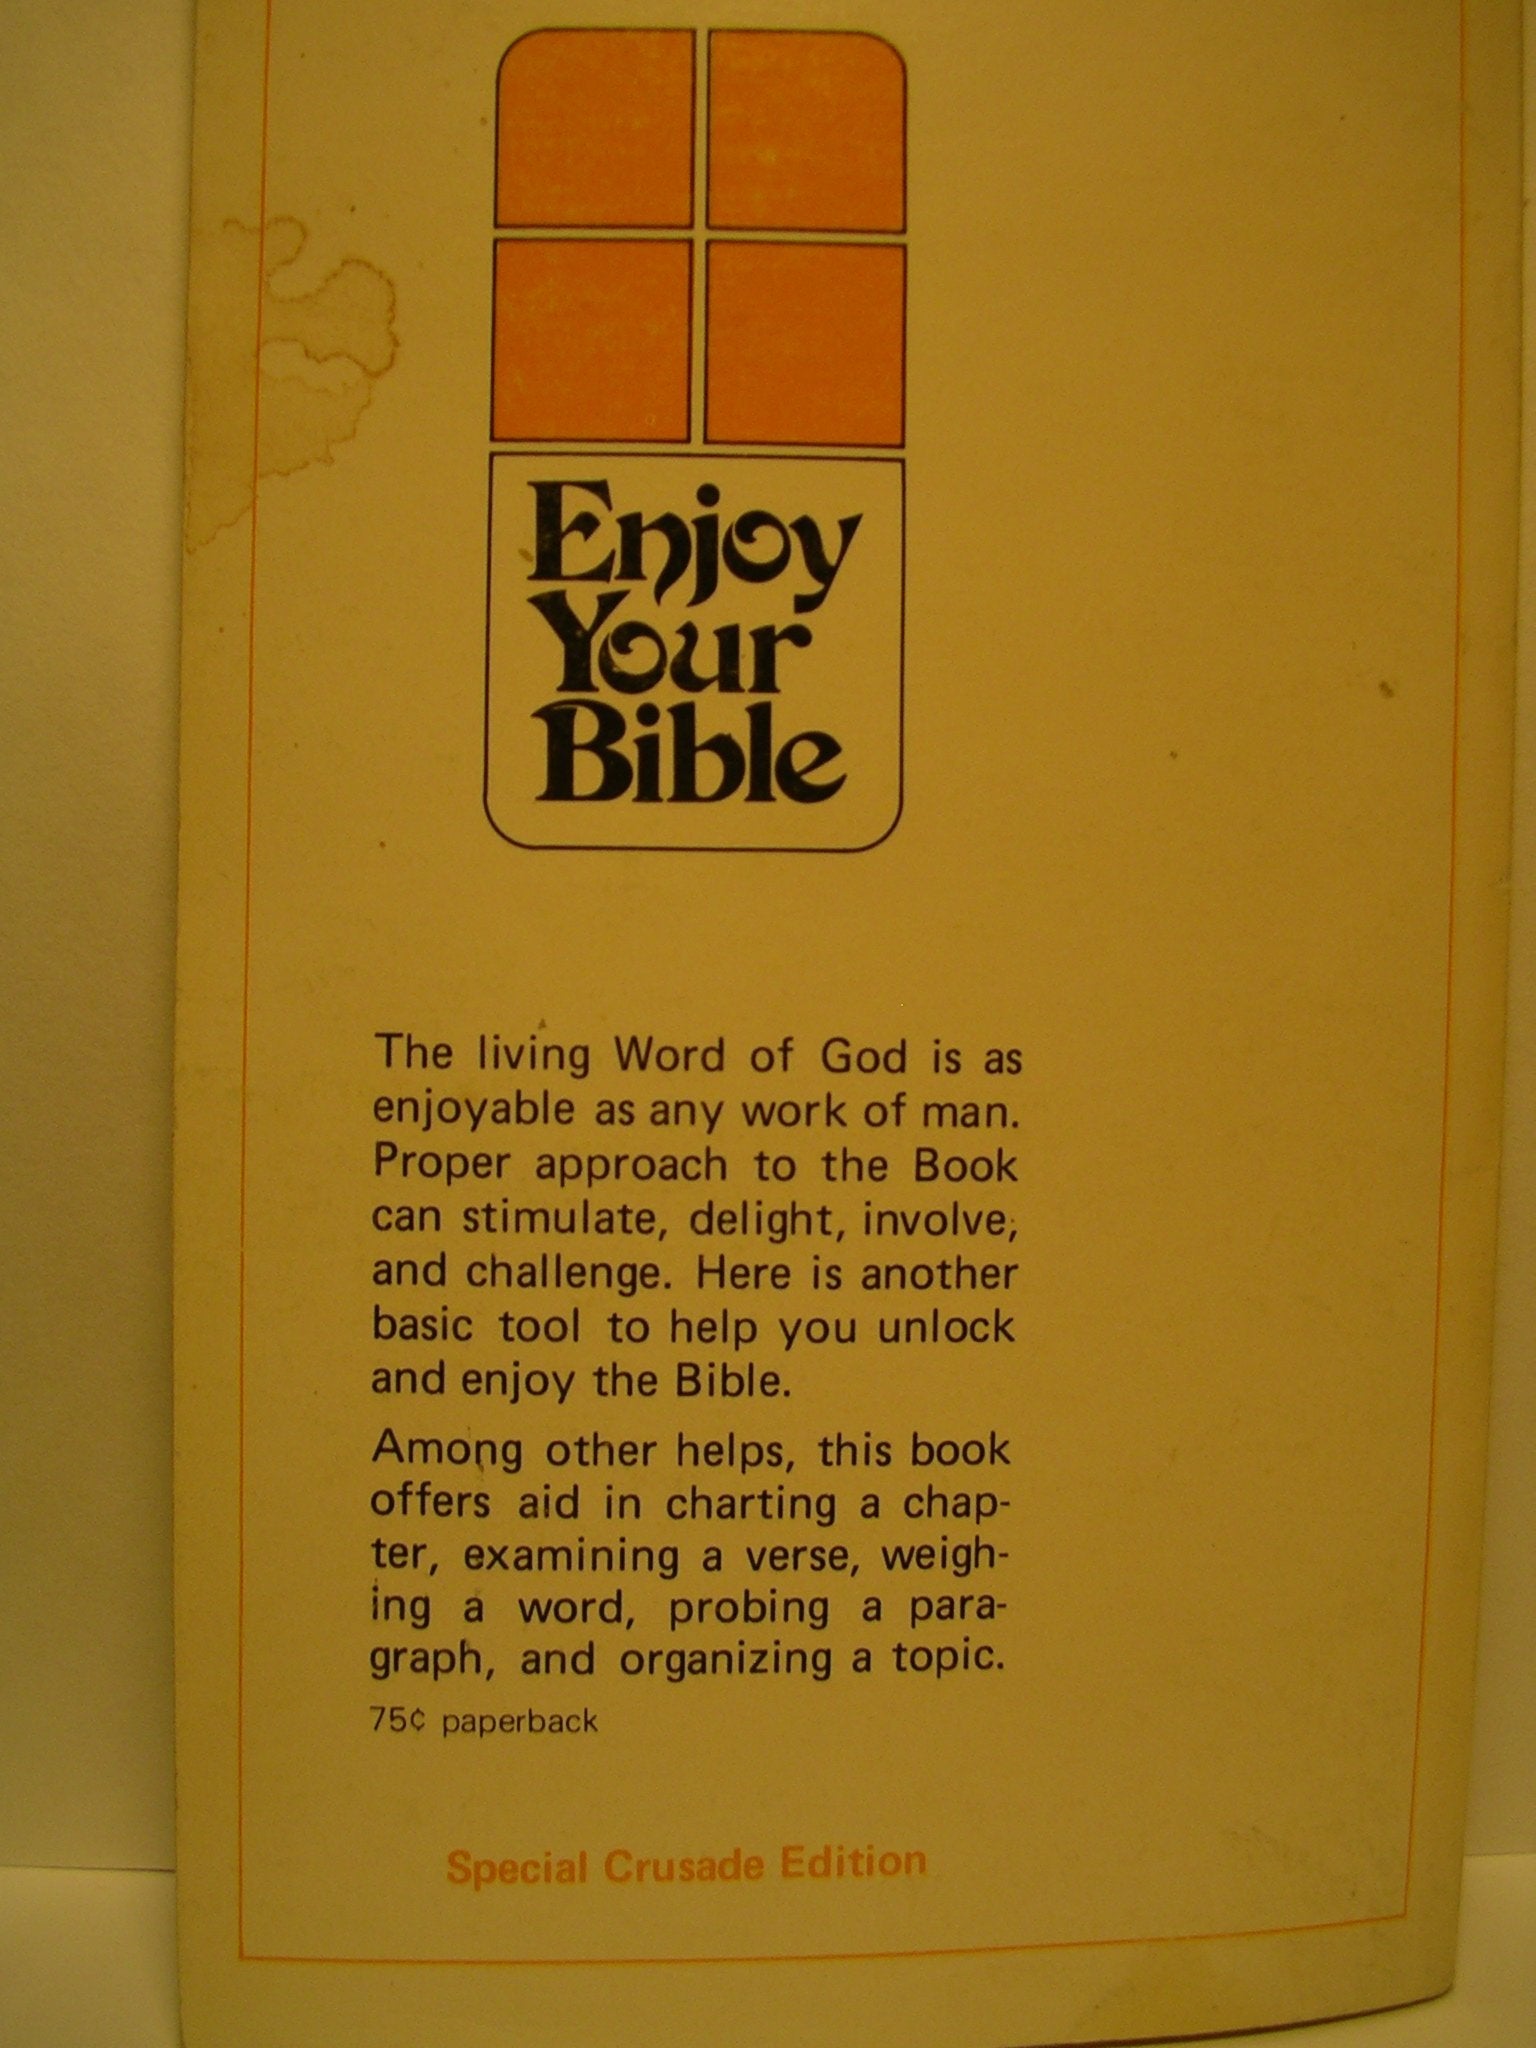 Enjoy
Your
Bible
The living Word of God is as
enjoyable as any work of man.
Proper approach to the Book
can stimulate, delight, involve,
and challenge. Here is another
basic tool to help you unlock
and enjoy the Bible.
Among other helps, this book
offers aid in charting a chap-
ter, examining a verse, weigh-
ing a word, probing a para-
graph, and organizing a topic.
75¢ paperback
Special Crusade Edition